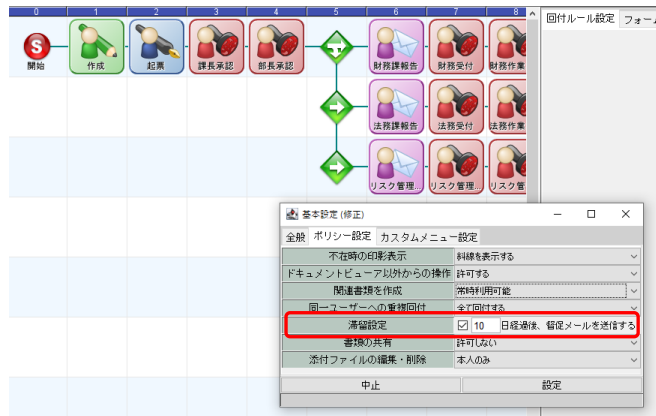 0 1 2 3 4 5 6 7 8
回付ルール設定 フォーム
S
開始 作成 起票 課長承認 部長承認 財務課報告 財務受付 財務作業
法務課報告 法務受付 法務作業
リスク管理... リスク管理... リスク管
基本設定 (修正)
全般 ポリシー設定 カスタムメニュー設定
不在時の印影表示 斜線を表示する
ドキュメントビューア以外からの操作 許可する
関連書類を作成 常時利用可能
同一ユーザーへの重複回付 全て回付する
滞留設定 10 日経過後、督促メールを送信する
書類の共有 許可しない
添付ファイルの編集・削除 本人のみ
中止 設定